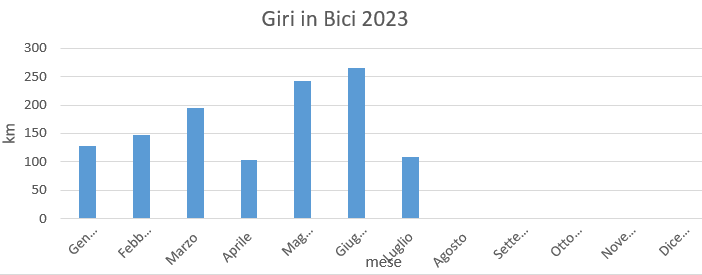 Giri in Bici 2023
300
250
200
150
100
50
0
km
Gen...
Febb...
Marzo
Aprile
Mag...
Giug...
Luglio
Agosto
Sette...
Otto...
Nove...
Dice...
mese